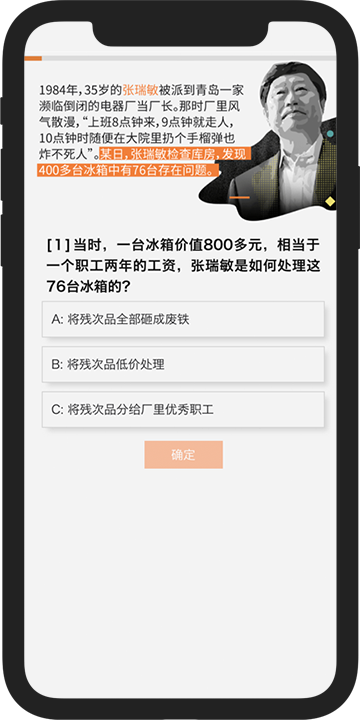 1984年，35岁的张瑞敏被派到青岛一家
濒临倒闭的电器厂当厂长。那时厂里风
气散漫，“上班8点钟来，9点钟就走人，
10点钟时随便在大院里扔个手榴弹也
炸不死人”。某日，张瑞敏检查库房，发现
400多台冰箱中有76台存在问题。
[1]当时，一台冰箱价值800多元，相当于
一个职工两年的工资，张瑞敏是如何处理这
76台冰箱的？
A: 将残次品全部砸成废铁
B: 将残次品低价处理
C: 将残次品分给厂里优秀职工
确定